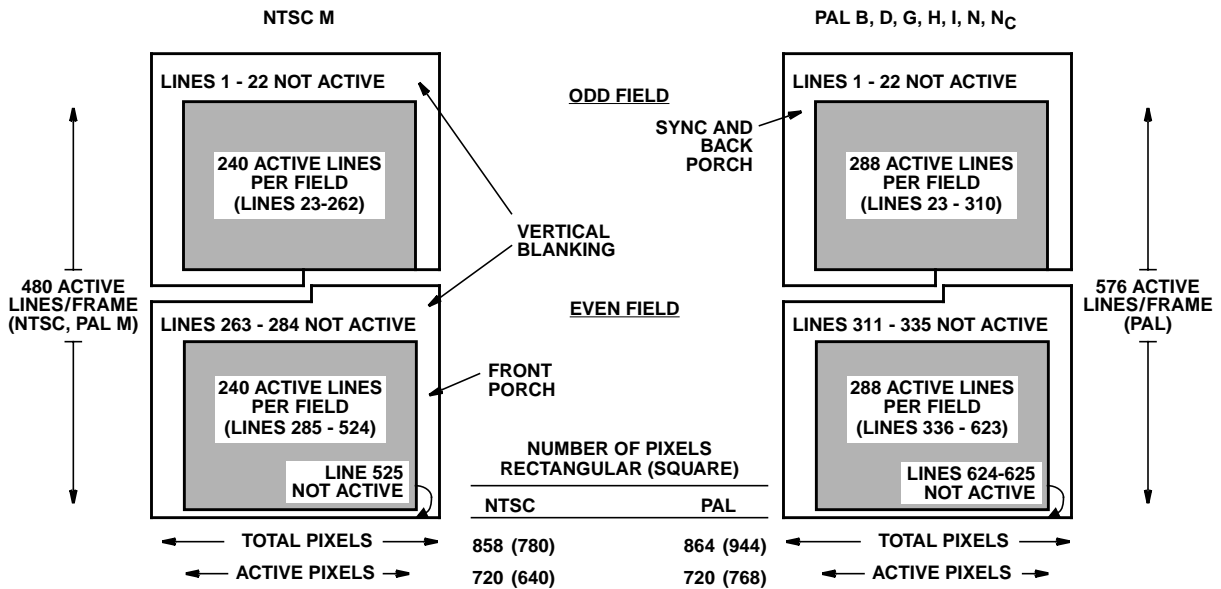 NTSC M
LINES 1 - 22 NOT ACTIVE
240 ACTIVE LINES
PER FIELD
(LINES 23-262)
480 ACTIVE
LINES/FRAME
(NTSC, PAL M)
LINES 263 - 284 NOT ACTIVE
240 ACTIVE LINES
PER FIELD
(LINES 285 - 524)
LINE 525
NOT ACTIVE
TOTAL PIXELS
ACTIVE PIXELS
ODD FIELD
SYNC AND
BACK
PORCH
VERTICAL
BLANKING
EVEN FIELD
FRONT
PORCH
NUMBER OF PIXELS
RECTANGULAR (SQUARE)
NTSC PAL
858 (780) 864 (944)
720 (640) 720 (768)
PAL B, D, G, H, I, N, NC
LINES 1 - 22 NOT ACTIVE
288 ACTIVE LINES
PER FIELD
(LINES 23 - 310)
576 ACTIVE
LINES/FRAME
(PAL)
LINES 311 - 335 NOT ACTIVE
288 ACTIVE LINES
PER FIELD
(LINES 336 - 623)
LINES 624-625
NOT ACTIVE
TOTAL PIXELS
ACTIVE PIXELS